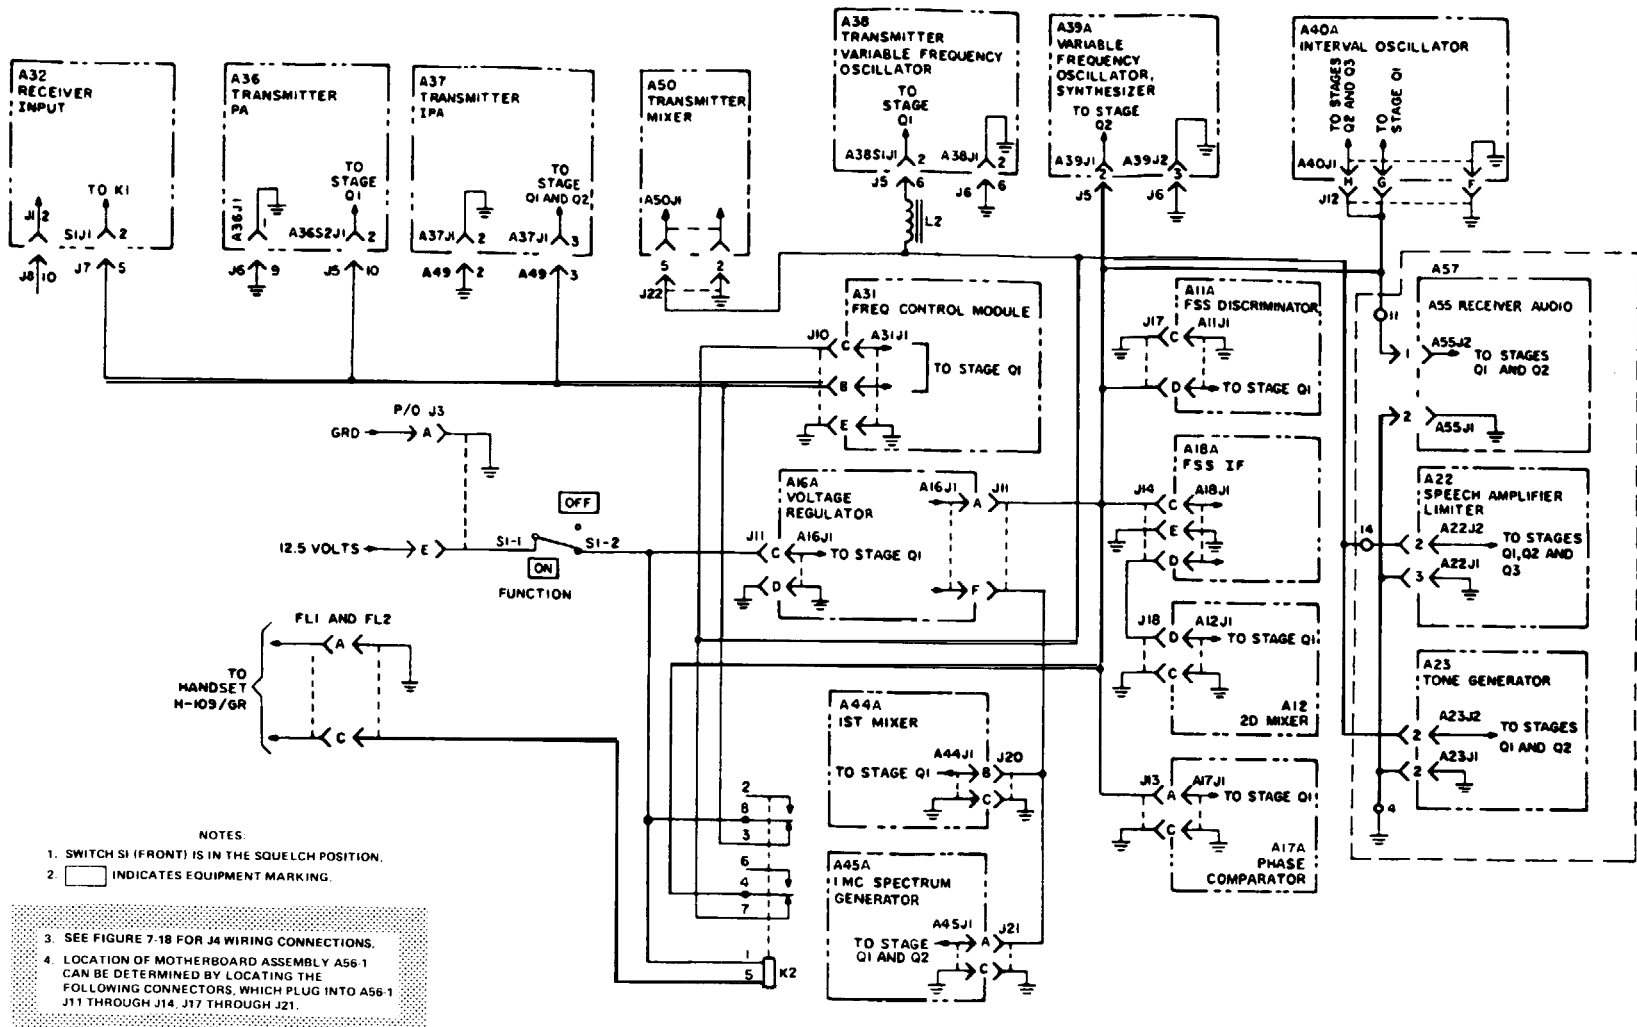 A32
RECEIVER
INPUT
TO K1
J1 2
S1J1 2
J8 10
J7 5
A36
TRANSMITTER
PA
TO
STAGE
Q1
A36J1 1
A36S2J1 2
J6 9
J5 10
A37
TRANSMITTER
IPA
TO
STAGE
Q1 AND Q2
A37J1 2
A37J1 3
A49 2
A49 3
A50
TRANSMITTER
MIXER
A50J1
5 2
J22
A38
TRANSMITTER
VARIABLE FREQUENCY
OSCILLATOR
TO
STAGE
Q1
A38S1J1 2
A38J1 2
J5 6
J6 6
L2
A39A
VARIABLE
FREQUENCY
OSCILLATOR,
SYNTHESIZER
TO STAGE
Q2
A39J1 2
A39J2 3
J5
J6
A40A
INTERVAL OSCILLATOR
TO STAGES
Q2 AND Q3
TO
STAGE Q1
A40J1
H G F
J12
A31
FREQ CONTROL MODULE
J10 C A31J1
B
E
TO STAGE Q1
A11A
FSS DISCRIMINATOR
J17 C A11J1
D TO STAGE Q1
A57
A55 RECEIVER AUDIO
11
1 A55J2
TO STAGES
Q1 AND Q2
2 A55J1
P/O J3
GRD A
12.5 VOLTS E
S1-1
OFF
S1-2
ON
FUNCTION
A16A
VOLTAGE
REGULATOR
J11 C A16J1
TO STAGE Q1
D
A16J1 A J11
F
A18A
FSS IF
J14 C A18J1
E
D
A22
SPEECH AMPLIFIER
LIMITER
14
2 A22J2
TO STAGES
Q1,Q2 AND
Q3
3 A22J1
FL1 AND FL2
A
C
TO
HANDSET
H-109/GR
J18 D A12J1
TO STAGE Q1
C
A12
2D MIXER
A23
TONE GENERATOR
2 A23J2
TO STAGES
Q1 AND Q2
2 A23J1
4
A44A
1ST MIXER
TO STAGE Q1
A44J1 B J20
C
J13 A A17J1
TO STAGE Q1
C
A17A
PHASE
COMPARATOR
2
8
3
6
4
7
1
5
K2
A45A
1 MC SPECTRUM
GENERATOR
TO STAGE
Q1 AND Q2
A45J1 A J21
C
NOTES:
1. SWITCH S1 (FRONT) IS IN THE SQUELCH POSITION.
2. INDICATES EQUIPMENT MARKING.
3. SEE FIGURE 7-18 FOR J4 WIRING CONNECTIONS.
4. LOCATION OF MOTHERBOARD ASSEMBLY A56-1
CAN BE DETERMINED BY LOCATING THE
FOLLOWING CONNECTORS, WHICH PLUG INTO A56-1
J11 THROUGH J14, J17 THROUGH J21.